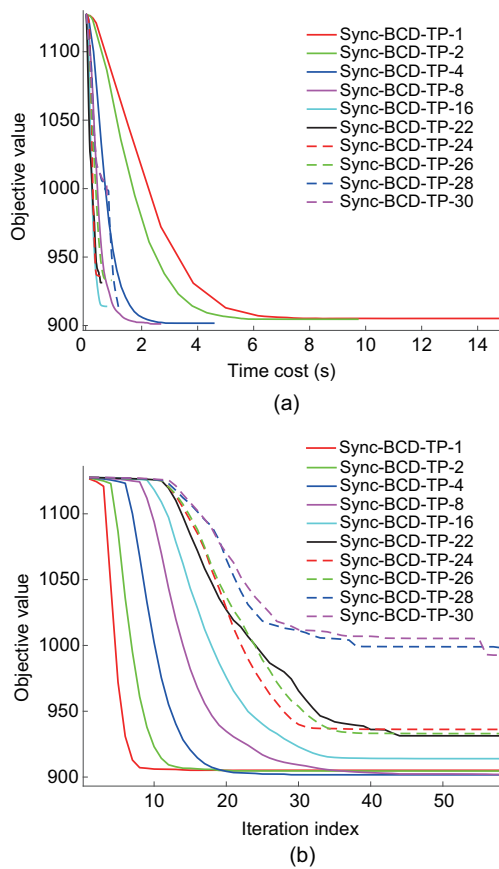 1100
1050
1000
950
900
Objective value
Sync-BCD-TP-1
Sync-BCD-TP-2
Sync-BCD-TP-4
Sync-BCD-TP-8
Sync-BCD-TP-16
Sync-BCD-TP-22
Sync-BCD-TP-24
Sync-BCD-TP-26
Sync-BCD-TP-28
Sync-BCD-TP-30
0 2 4 6 8 10 12 14
Time cost (s)
(a)
1100
1050
1000
950
900
Objective value
Sync-BCD-TP-1
Sync-BCD-TP-2
Sync-BCD-TP-4
Sync-BCD-TP-8
Sync-BCD-TP-16
Sync-BCD-TP-22
Sync-BCD-TP-24
Sync-BCD-TP-26
Sync-BCD-TP-28
Sync-BCD-TP-30
10 20 30 40 50
Iteration index
(b)